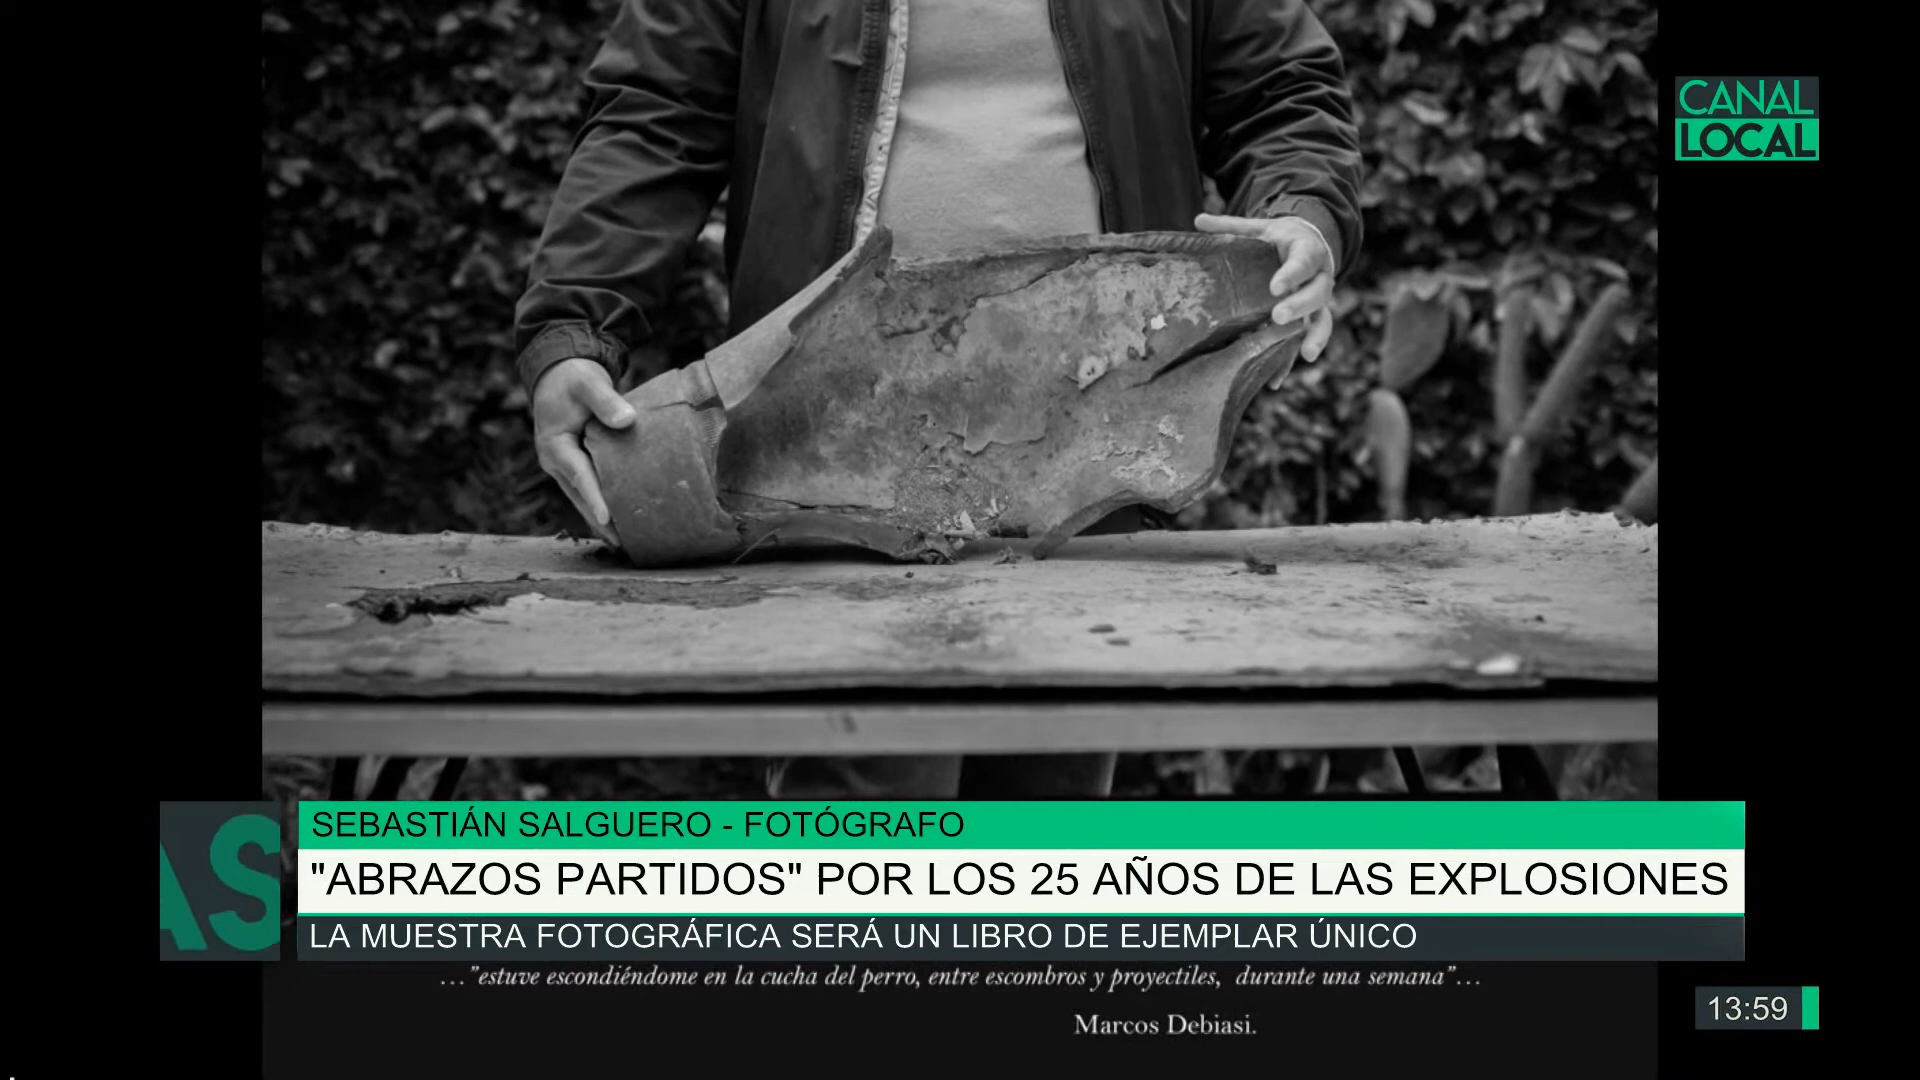 CANAL
LOCAL
AS
SEBASTIÁN SALGUERO - FOTÓGRAFO
"ABRAZOS PARTIDOS" POR LOS 25 AÑOS DE LAS EXPLOSIONES
LA MUESTRA FOTOGRÁFICA SERÁ UN LIBRO DE EJEMPLAR ÚNICO
..."estuve escondiéndome en la cucha del perro, entre escombros y proyectiles, durante una semana"...
Marcos Debiasi.
13:59